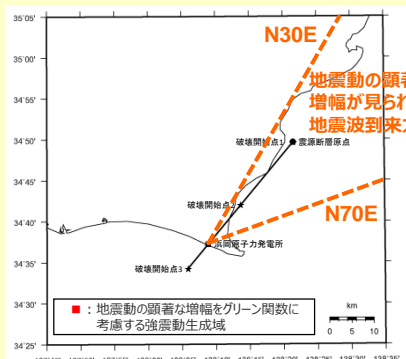 35°05'
N30E
35°00'
地震動の顕著
34°55'
増幅が見られ
地震波到来
34°50'
破壊開始点1
震源断層原点
34°45'
破壊開始点2
34°40'
N70E
浜岡原子力発電所
破壊開始点3
34°35'
■：地震動の顕著な増幅をグリーン関数に
考慮する強震動生成域
km
34°30'
0 5 10
34°25'